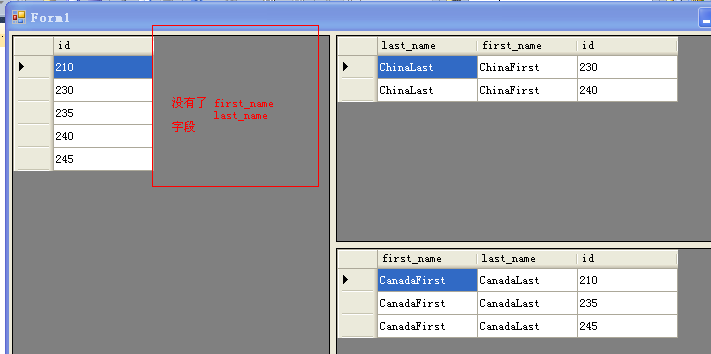 Form1
id
210
230
235
240
245
没有了 first_name
last_name
字段
last_name first_name id
ChinaLast ChinaFirst 230
ChinaLast ChinaFirst 240
first_name last_name id
CanadaFirst CanadaLast 210
CanadaFirst CanadaLast 235
CanadaFirst CanadaLast 245